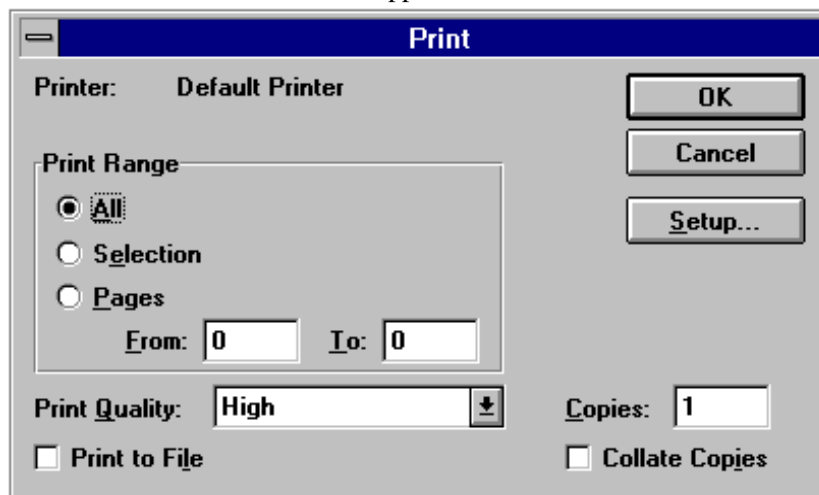 Print
Printer: Default Printer
OK
Cancel
Setup...
Print Range
All
Selection
Pages
From: 0 To: 0
Print Quality: High
Copies: 1
Print to File
Collate Copies